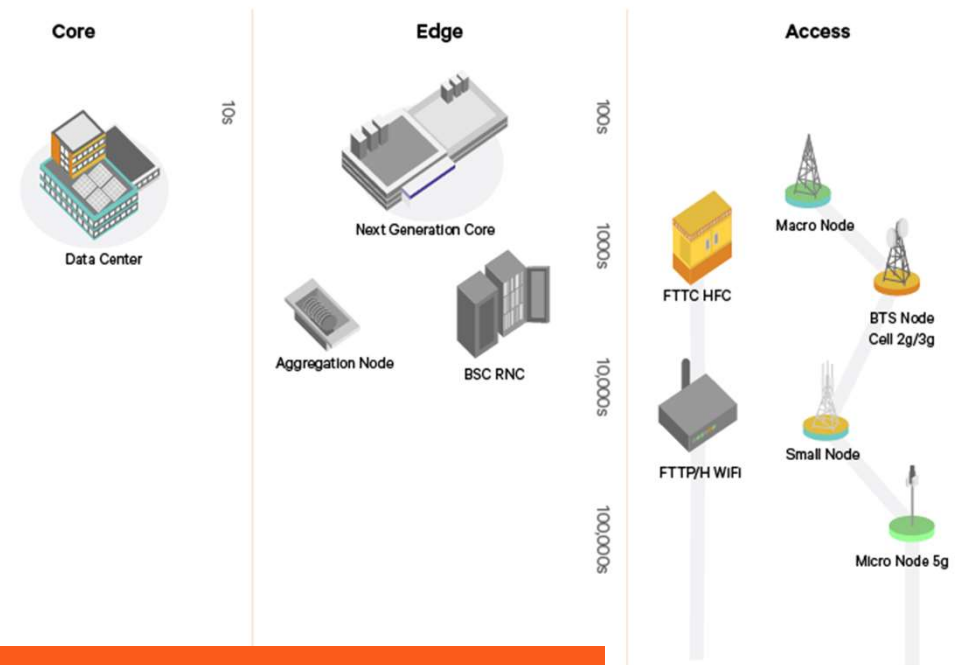 Core
Edge
Access
10s
100s
Macro Node
Next Generation Core
1000s
Data Center
FTTC HFC
BTS Node
Cell 2g/3g
Aggregation Node
BSC RNC
10,000s
Small Node
FTTP/H WiFi
100,000s
Micro Node 5g